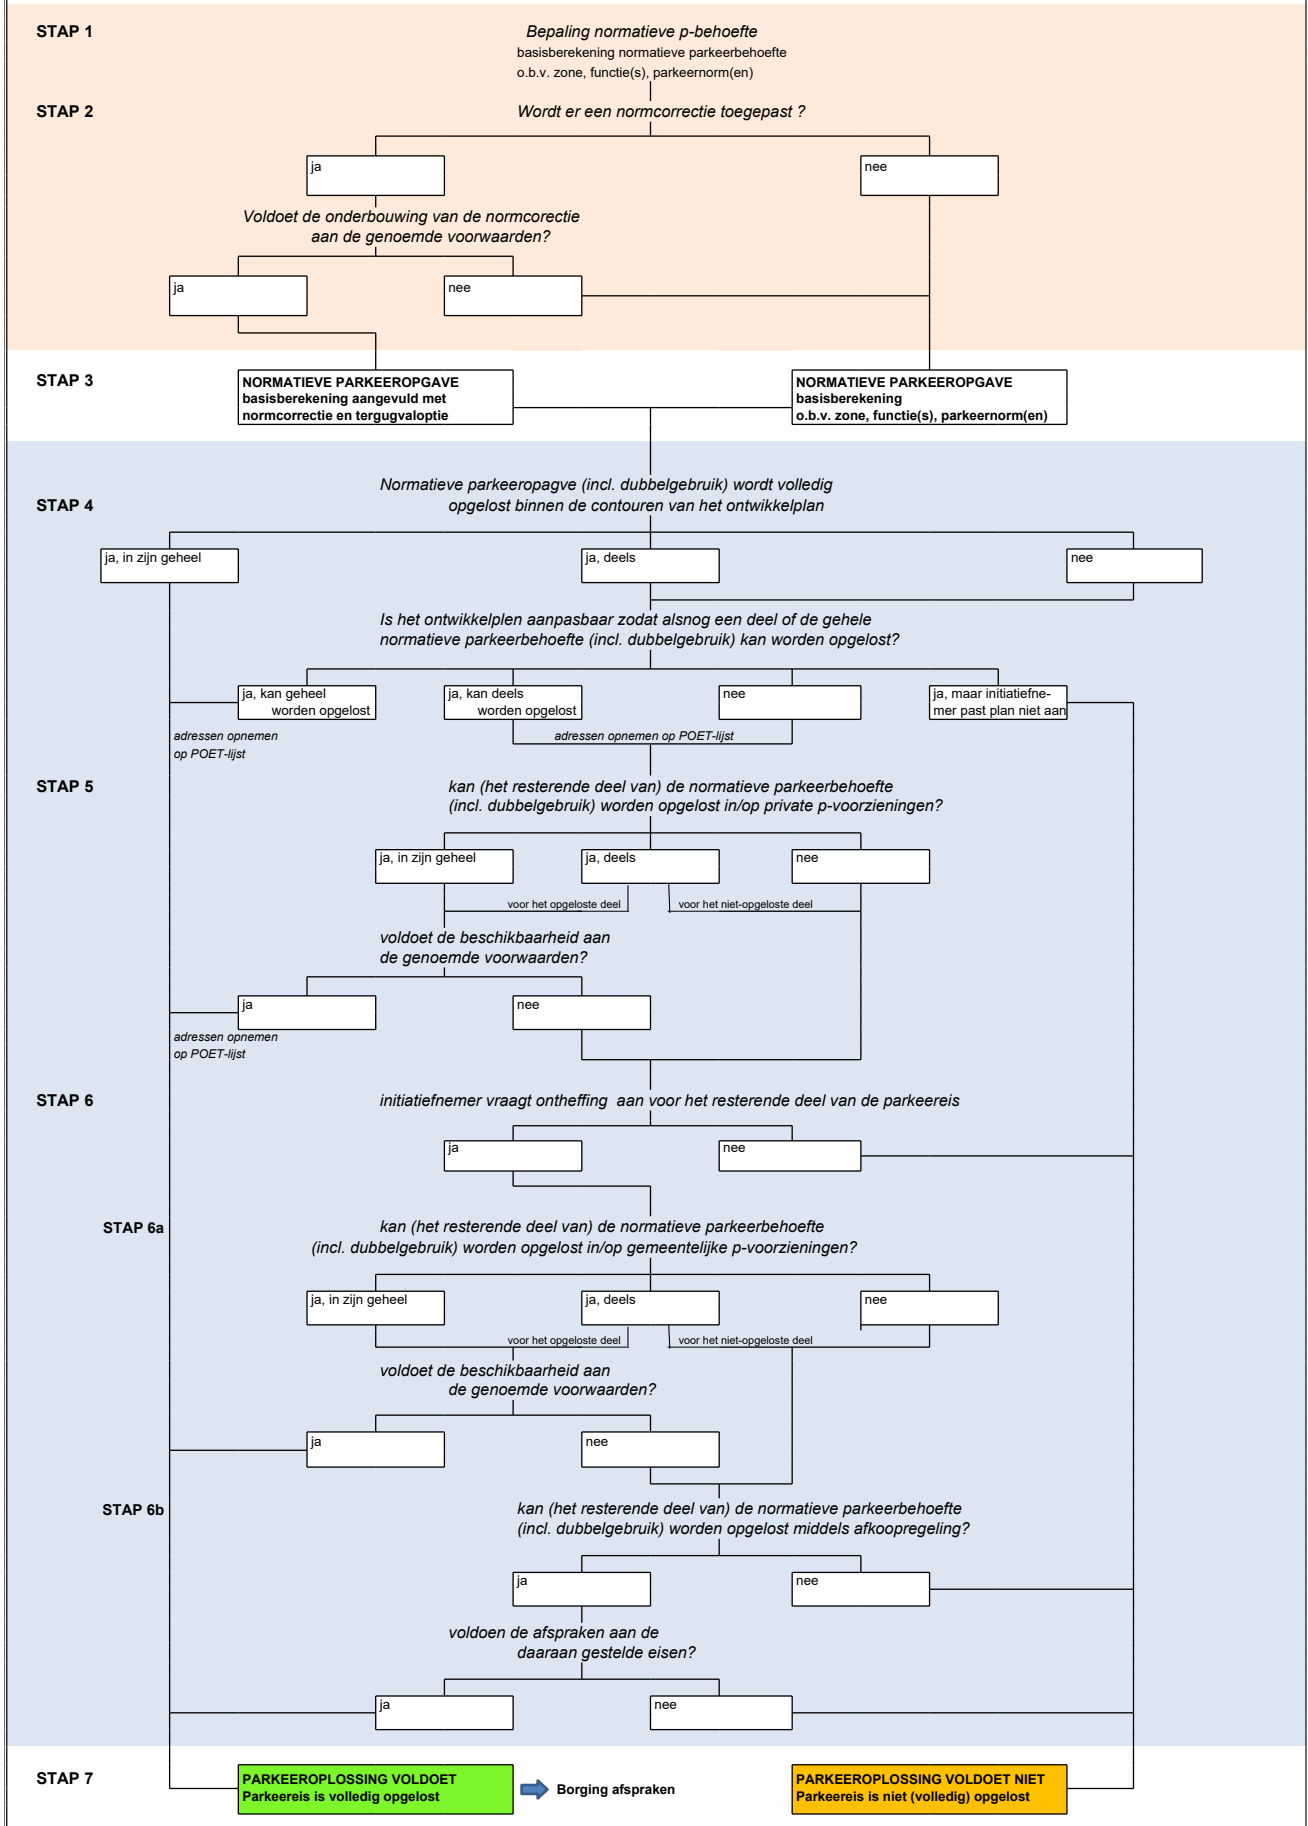 STAP 1
Bepaling normatieve p-behoefte
basisberekening normatieve parkeerbehoefte
o.b.v. zone, functie(s), parkeernorm(en)
STAP 2
Wordt er een normcorrectie toegepast ?
ja
nee
Voldoet de onderbouwing van de normcorectie
aan de genoemde voorwaarden?
ja
nee
STAP 3
NORMATIEVE PARKEEROPGAVE
basisberekening aangevuld met
normcorrectie en tergugvaloptie
NORMATIEVE PARKEEROPGAVE
basisberekening
o.b.v. zone, functie(s), parkeernorm(en)
STAP 4
Normatieve parkeeropagve (incl. dubbelgebruik) wordt volledig
opgelost binnen de contouren van het ontwikkelplan
ja, in zijn geheel
ja, deels
nee
Is het ontwikkelplen aanpasbaar zodat alsnog een deel of de gehele
normatieve parkeerbehoefte (incl. dubbelgebruik) kan worden opgelost?
ja, kan geheel
worden opgelost
ja, kan deels
worden opgelost
nee
ja, maar initiatiefne-
mer past plan niet aan
adressen opnemen
op POET-lijst
adressen opnemen op POET-lijst
STAP 5
kan (het resterende deel van) de normatieve parkeerbehoefte
(incl. dubbelgebruik) worden opgelost in/op private p-voorzieningen?
ja, in zijn geheel
ja, deels
nee
voor het opgeloste deel
voor het niet-opgeloste deel
voldoet de beschikbaarheid aan
de genoemde voorwaarden?
ja
nee
adressen opnemen
op POET-lijst
STAP 6
initiatiefnemer vraagt ontheffing aan voor het resterende deel van de parkeereis
ja
nee
STAP 6a
kan (het resterende deel van) de normatieve parkeerbehoefte
(incl. dubbelgebruik) worden opgelost in/op gemeentelijke p-voorzieningen?
ja, in zijn geheel
ja, deels
nee
voor het opgeloste deel
voor het niet-opgeloste deel
voldoet de beschikbaarheid aan
de genoemde voorwaarden?
ja
nee
STAP 6b
kan (het resterende deel van) de normatieve parkeerbehoefte
(incl. dubbelgebruik) worden opgelost middels afkoopregeling?
ja
nee
voldoen de afspraken aan de
daaraan gestelde eisen?
ja
nee
STAP 7
PARKEEROPLOSSING VOLDOET
Parkeereis is volledig opgelost
Borging afspraken
PARKEEROPLOSSING VOLDOET NIET
Parkeereis is niet (volledig) opgelost